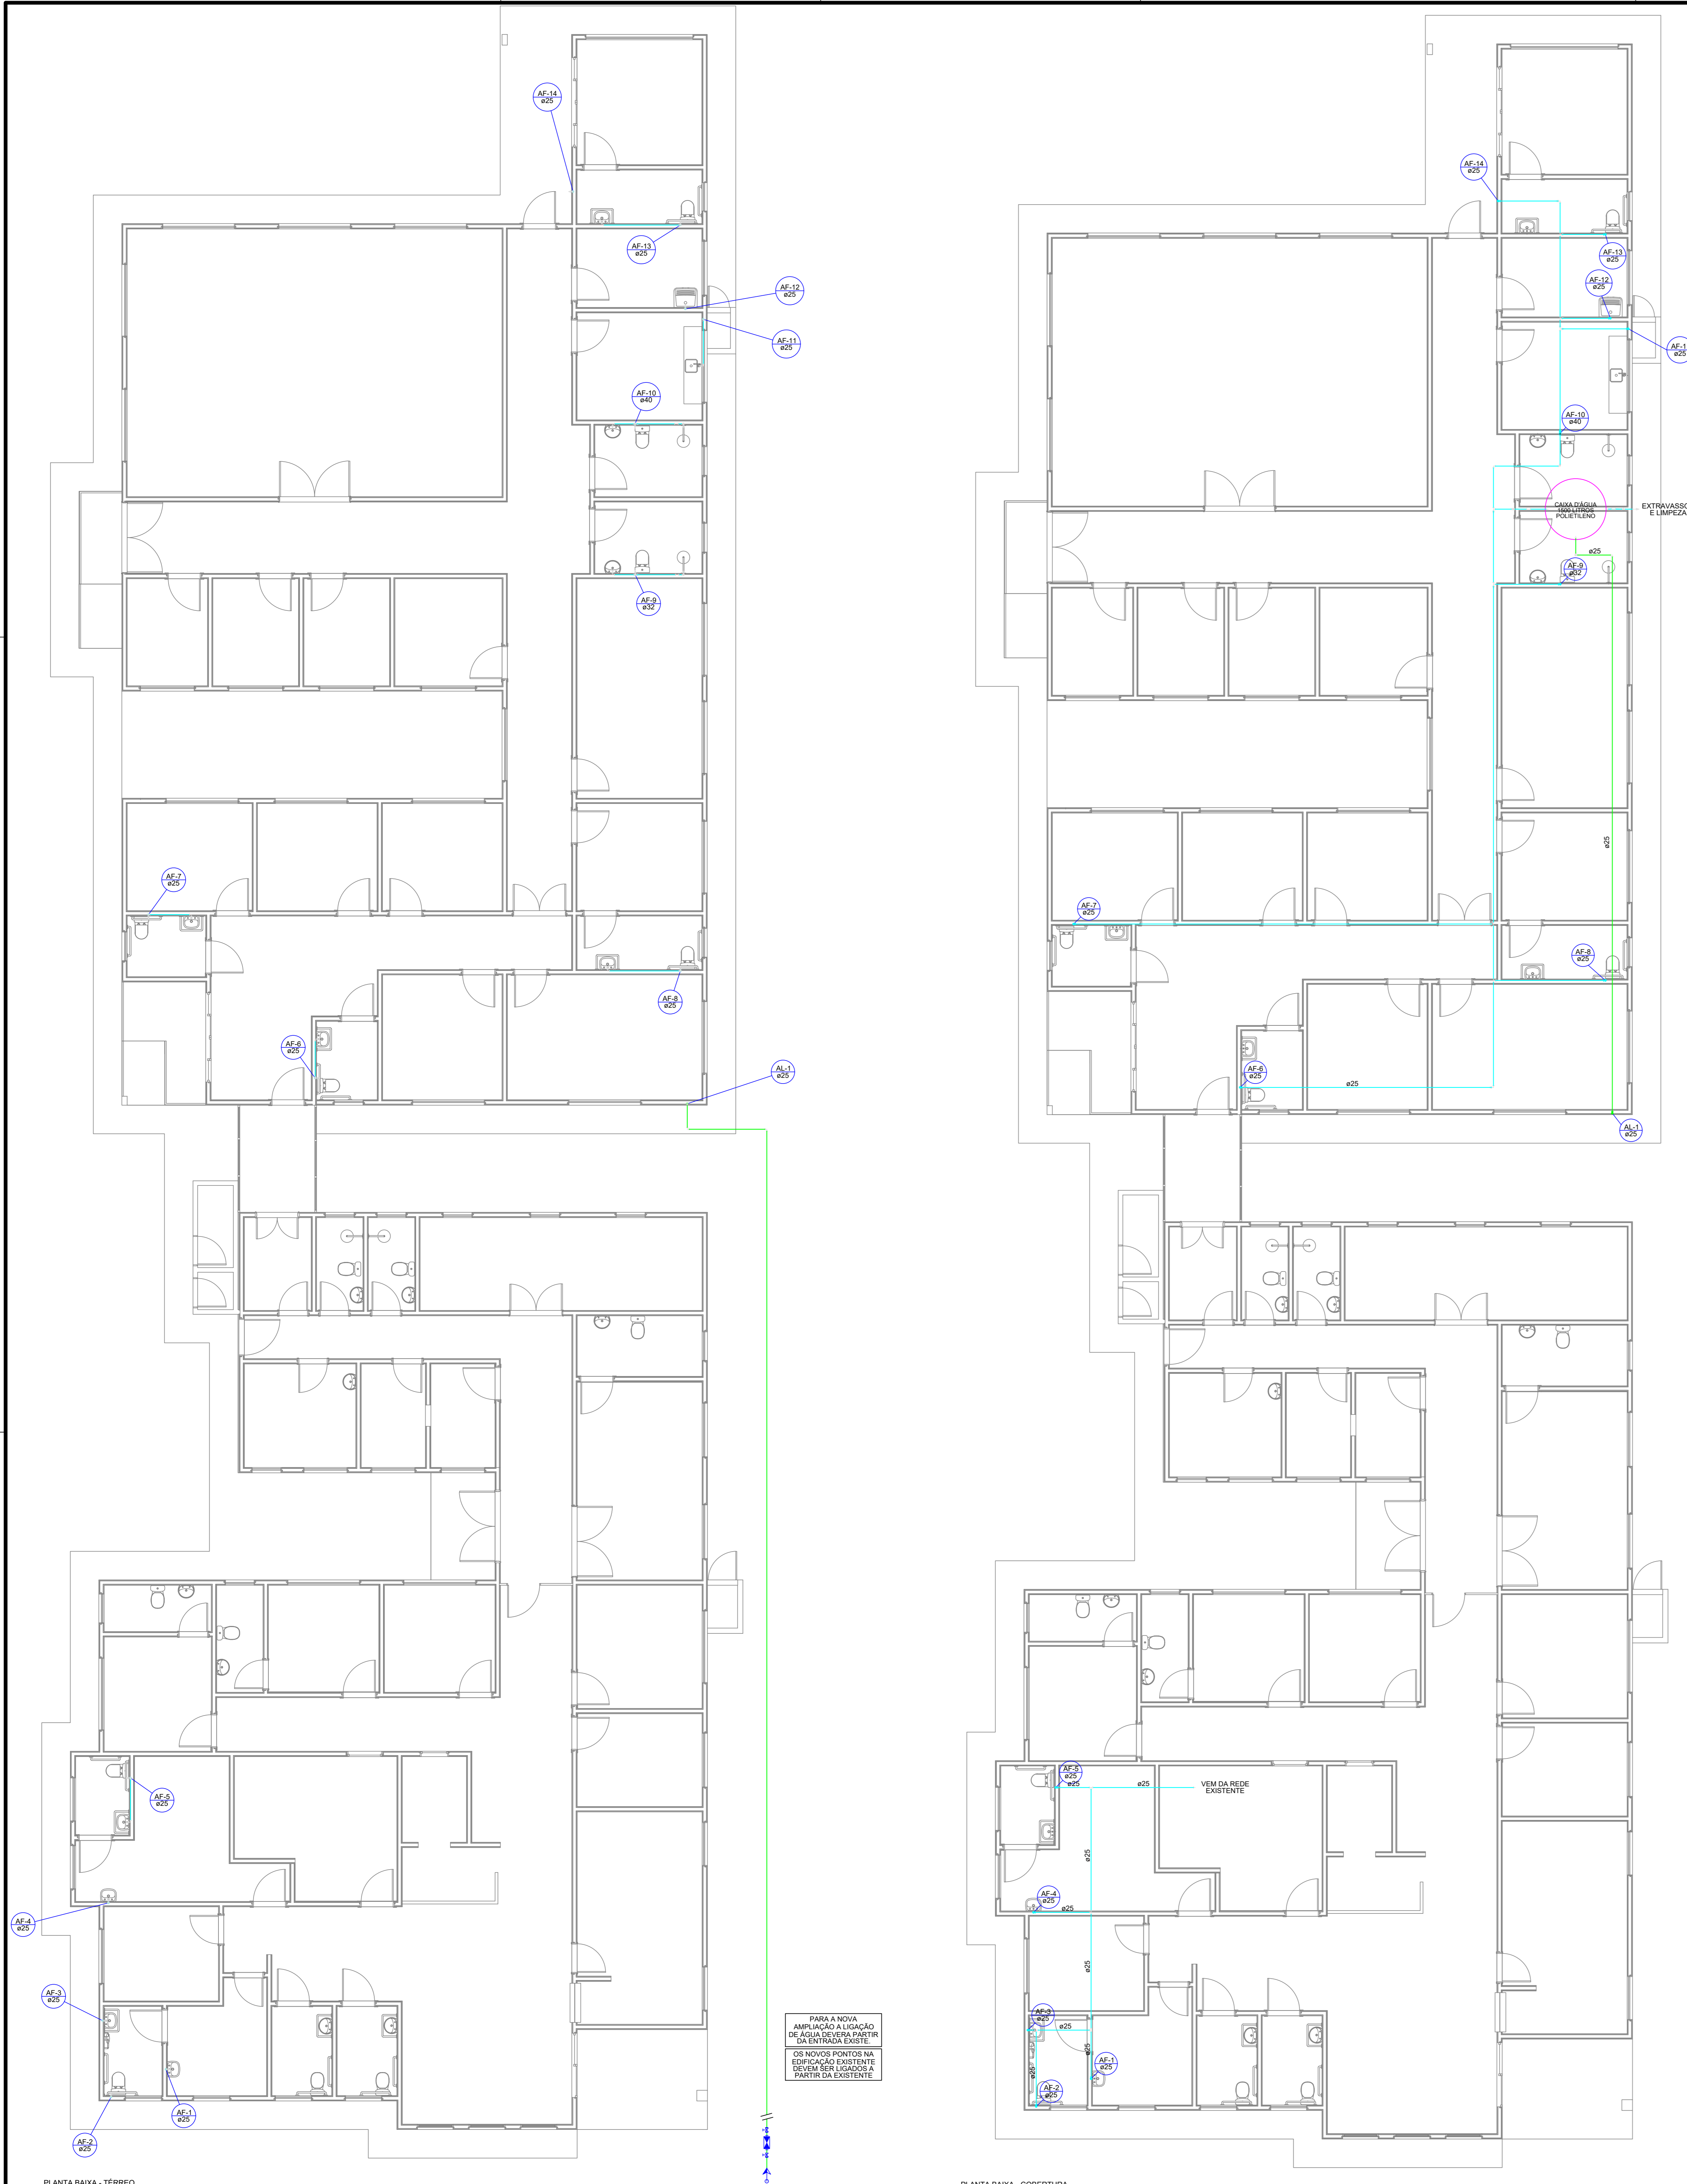 AF-14
ø25
AF-13
ø25
AF-12
ø25
AF-11
ø25
AF-10
ø40
AF-9
ø32
AF-7
ø25
AF-8
ø25
AF-6
ø25
AL-1
ø25
AF-5
ø25
AF-4
ø25
AF-3
ø25
AF-1
ø25
AF-2
ø25
PARA A NOVA
AMPLIAÇÃO A LIGAÇÃO
DE ÁGUA DEVERA PARTIR
DA ENTRADA EXISTE.
OS NOVOS PONTOS NA
EDIFICAÇÃO EXISTENTE
DEVEM SER LIGADOS A
PARTIR DA EXISTENTE
PLANTA BAIXA - TÉRREO
AF-14
ø25
AF-13
ø25
AF-12
ø25
AF-1
ø25
AF-10
ø40
CAIXA D'ÁGUA
1500 LITROS
POLIETILENO
EXTRAVASSO
E LIMPEZA
ø25
AF-9
ø32
ø25
AF-7
ø25
AF-8
ø25
AF-6
ø25
ø25
AL-1
ø25
AF-5
ø25
ø25
ø25
VEM DA REDE
EXISTENTE
ø25
AF-4
ø25
ø25
ø25
AF-3
ø25
ø25
ø25
AF-1
ø25
ø25
AF-2
ø25
PLANTA BAIXA - COBERTURA